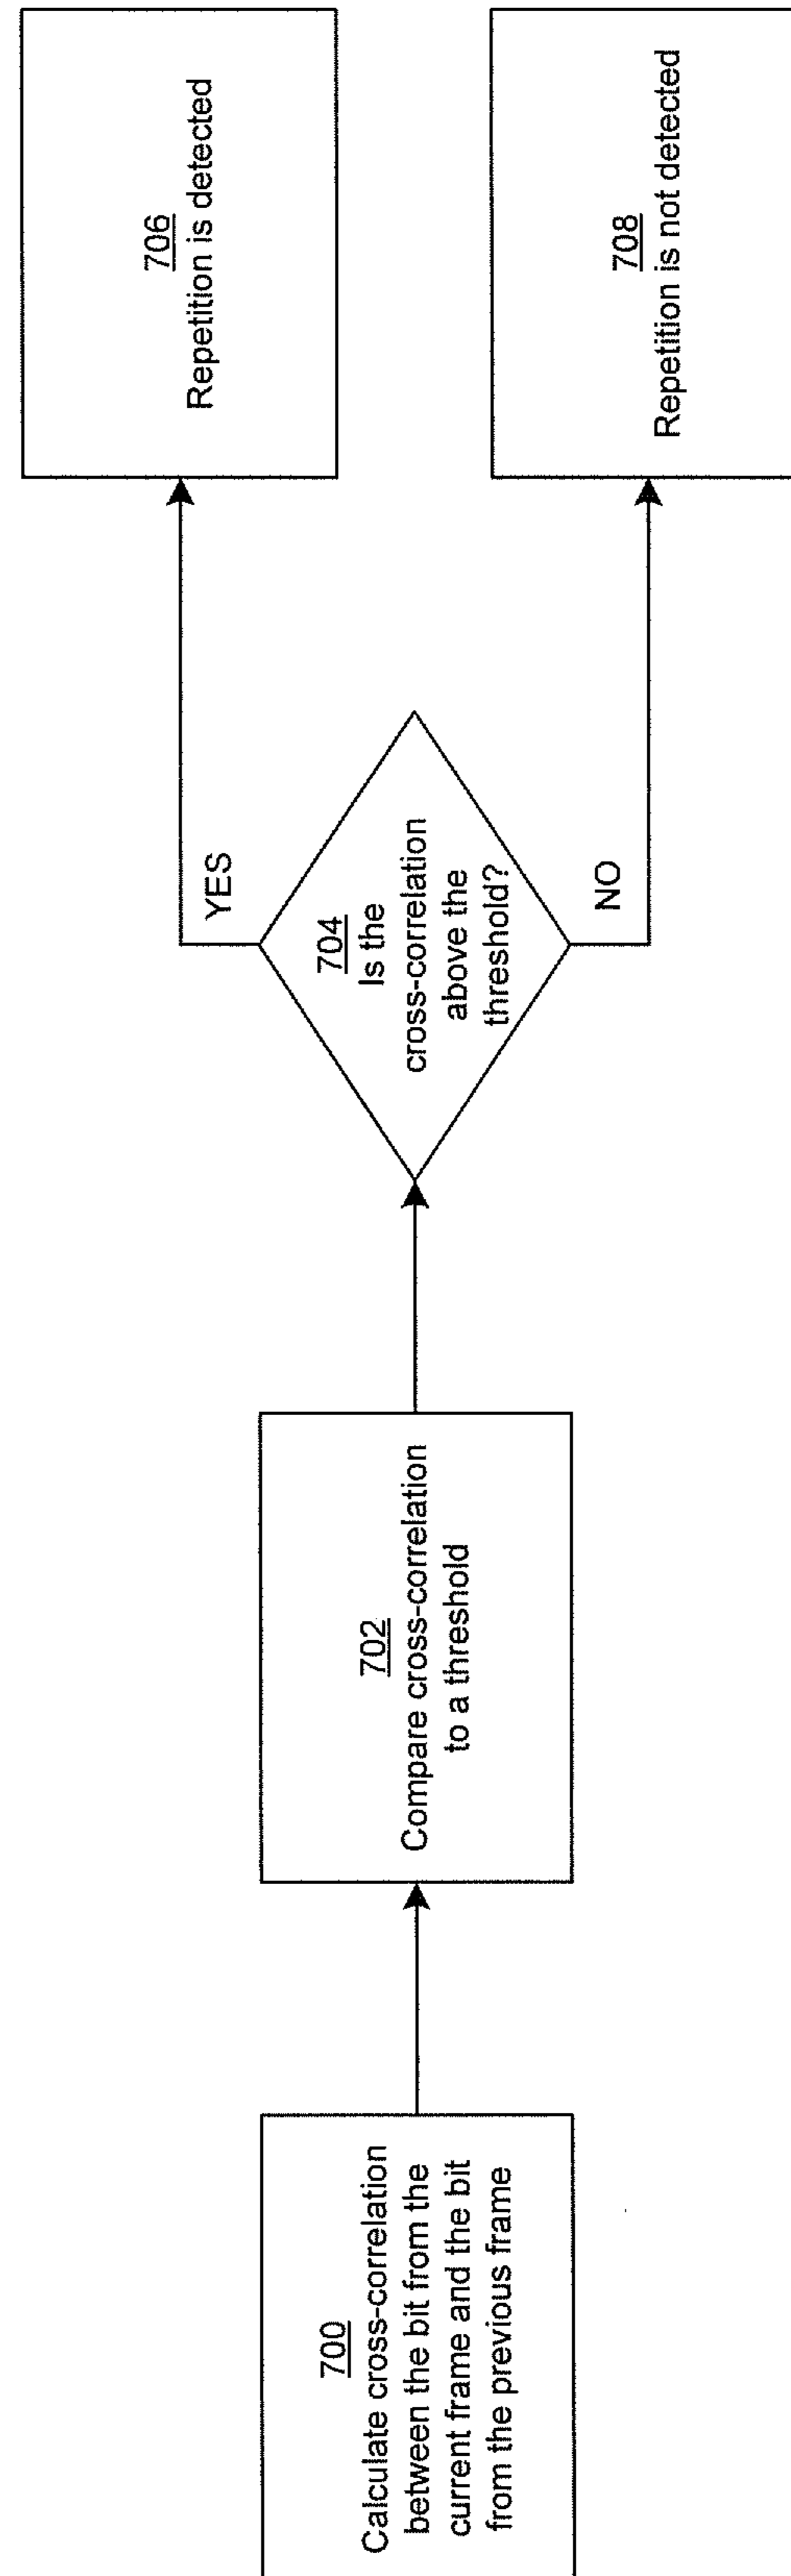 700
Calculate cross-correlation
between the bit from the
current frame and the bit
from the previous frame
702
Compare cross-correlation
to a threshold
704
Is the
cross-correlation
above the
threshold?
YES
NO
706
Repetition is detected
708
Repetition is not detected